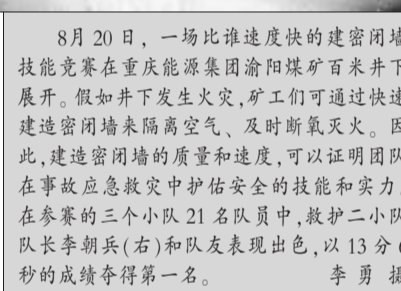 8月20日，一场比谁速度快的建密闭墙
技能竞赛在重庆能源集团渝阳煤矿百米井下
展开。假如井下发生火灾，矿工们可通过快速
建造密闭墙来隔离空气、及时断氧灭火。因
此，建造密闭墙的质量和速度，可以证明团队
在事故应急救灾中护佑安全的技能和实力
在参赛的三个小队21名队员中，救护二小队
队长李朝兵(右)和队友表现出色，以13分
秒的成绩夺得第一名。 李 勇 摄